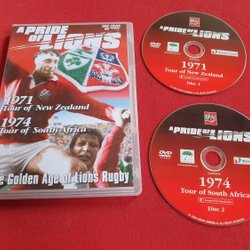 A PRIDE OF
LIONS
1971
Tour of New Zealand
1974
Tour of South Africa
The Golden Age of Lions Rugby
A PRIDE OF LIONS
1971
Tour of New Zealand
Disc 1
A PRIDE OF LIONS
1974
Tour of South Africa
Disc 2